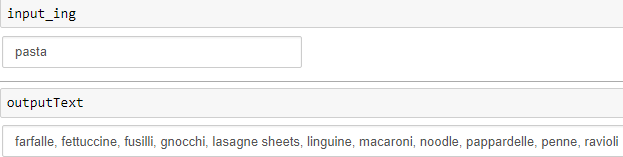 input_ing
pasta
outputText
farfalle, fettuccine, fusilli, gnocchi, lasagne sheets, linguine, macaroni, noodle, pappardelle, penne, ravioli